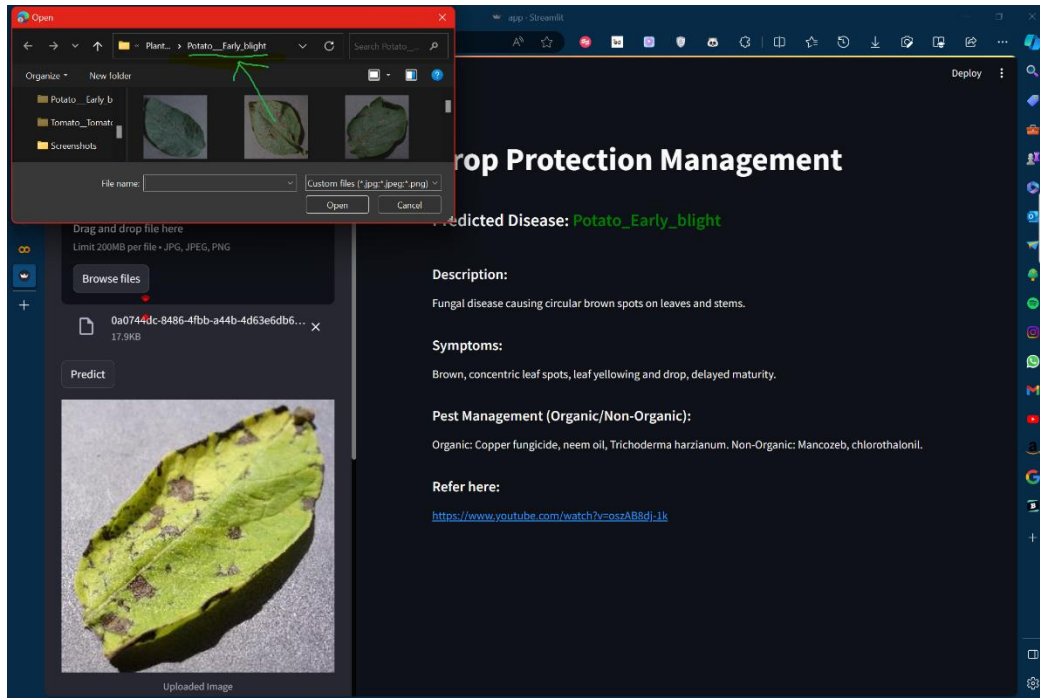 Open
app · Streamlit
Plant... › Potato__Early_blight
Search Potato_...
Organize
New folder
Deploy
Potato__Early_b
Tomato_Tomato
Screenshots
File name:
Custom files (*.jpg;*.jpeg;*.png)
Open
Cancel
rop Protection Management
Predicted Disease: Potato_Early_blight
Drag and drop file here
Limit 200MB per file • JPG, JPEG, PNG
Browse files
0a0744dc-8486-4fbb-a44b-4d63e6db6...
17.9KB
Predict
Description:
Fungal disease causing circular brown spots on leaves and stems.
Symptoms:
Brown, concentric leaf spots, leaf yellowing and drop, delayed maturity.
Pest Management (Organic/Non-Organic):
Organic: Copper fungicide, neem oil, Trichoderma harzianum. Non-Organic: Mancozeb, chlorothalonil.
Refer here:
https://www.youtube.com/watch?v=oszAB8dj-1k
Uploaded Image